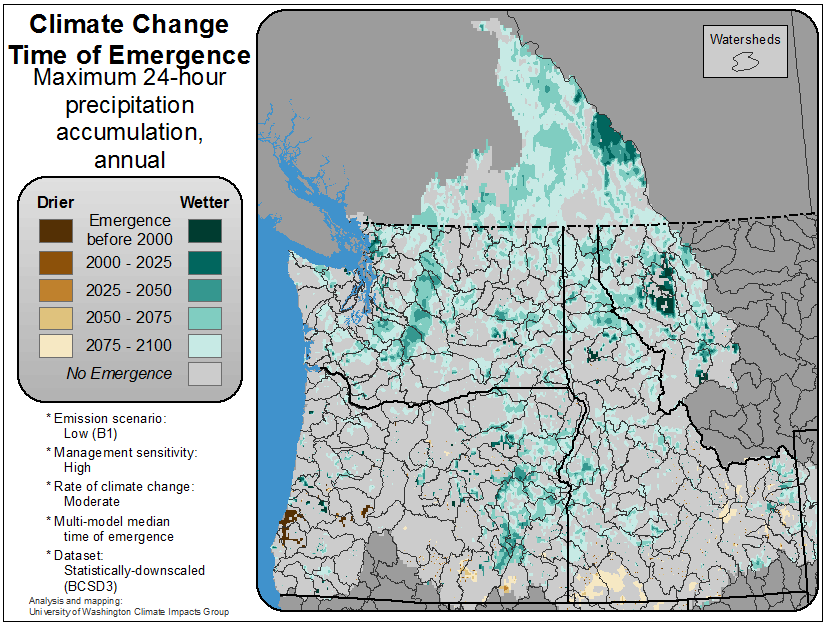 Climate Change
Time of Emergence
Maximum 24-hour
precipitation
accumulation,
annual
Drier
Wetter
Emergence
before 2000
2000 - 2025
2025 - 2050
2050 - 2075
2075 - 2100
No Emergence
* Emission scenario:
Low (B1)
* Management sensitivity:
High
* Rate of climate change:
Moderate
* Multi-model median
time of emergence
* Dataset:
Statistically-downscaled
(BCSD3)
Analysis and mapping:
University of Washington Climate Impacts Group
Watersheds